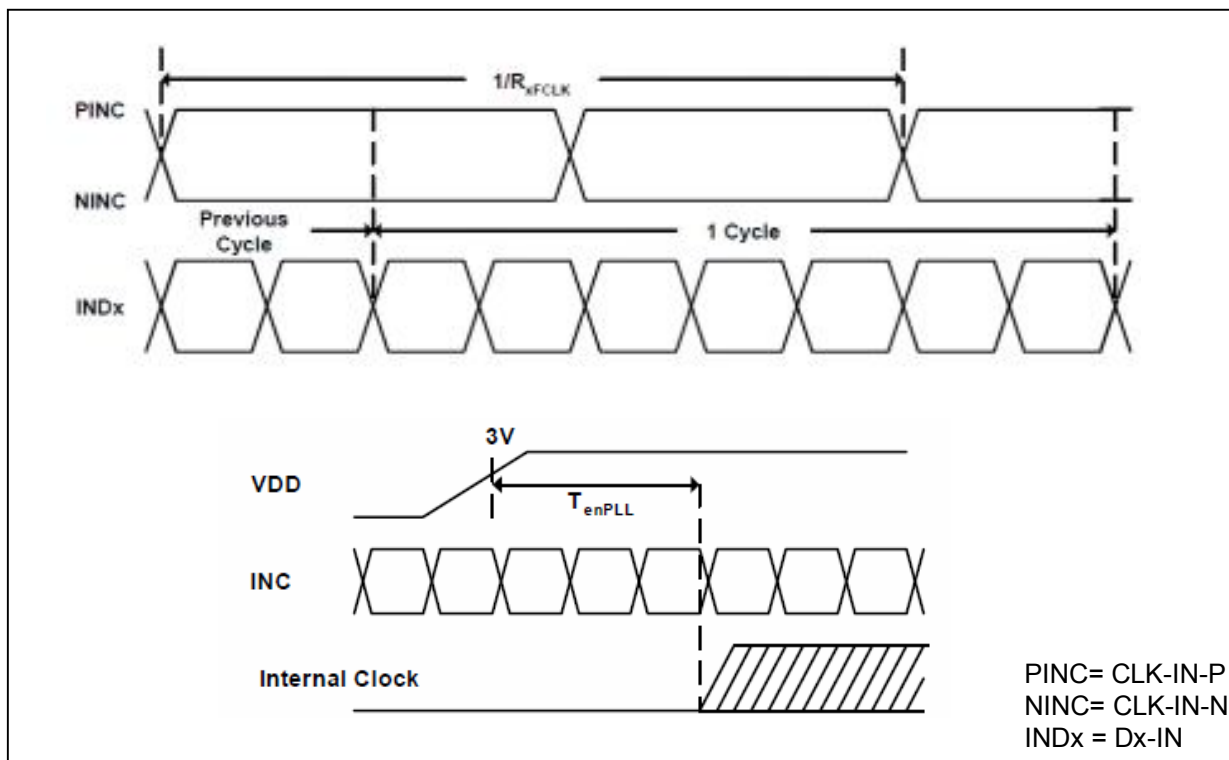 1/RxFCLK
PINC
NINC
Previous
Cycle
1 Cycle
INDx
3V
VDD
TenPLL
INC
Internal Clock
PINC= CLK-IN-P
NINC= CLK-IN-N
INDx = Dx-IN